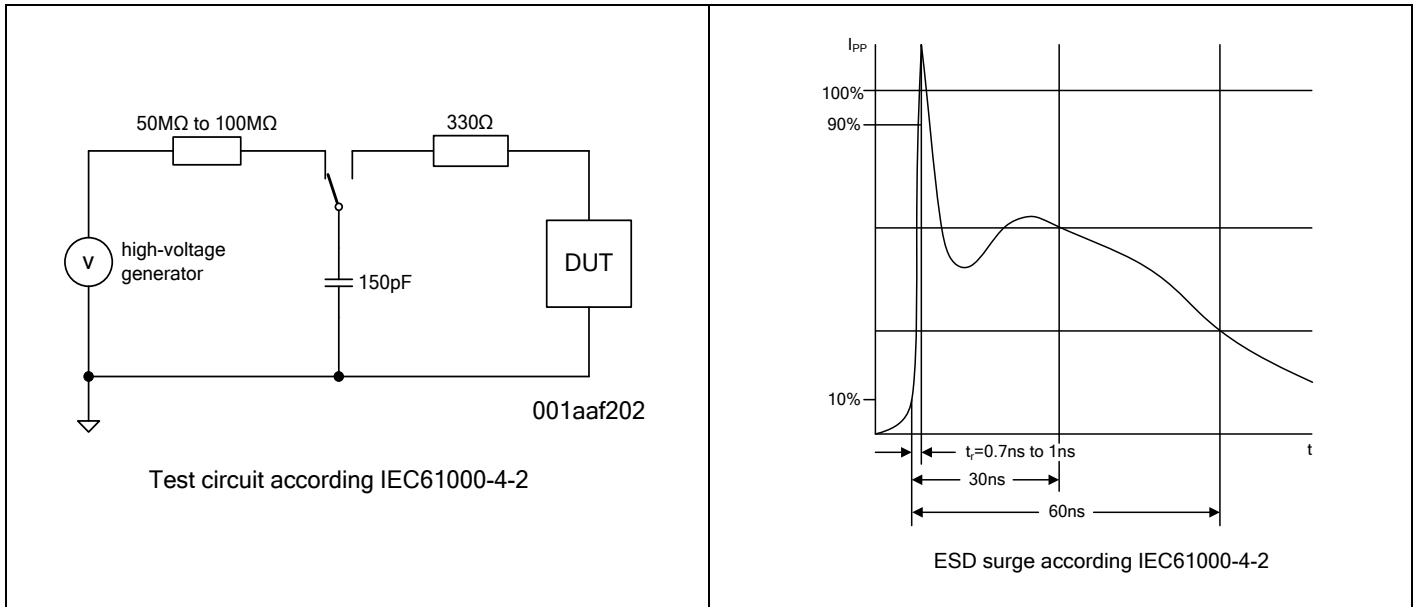 50MΩ to 100MΩ
330Ω
V
high-voltage
generator
150pF
DUT
001aaf202
Test circuit according IEC61000-4-2
IPP
100%
90%
10%
t
tr=0.7ns to 1ns
30ns
60ns
ESD surge according IEC61000-4-2